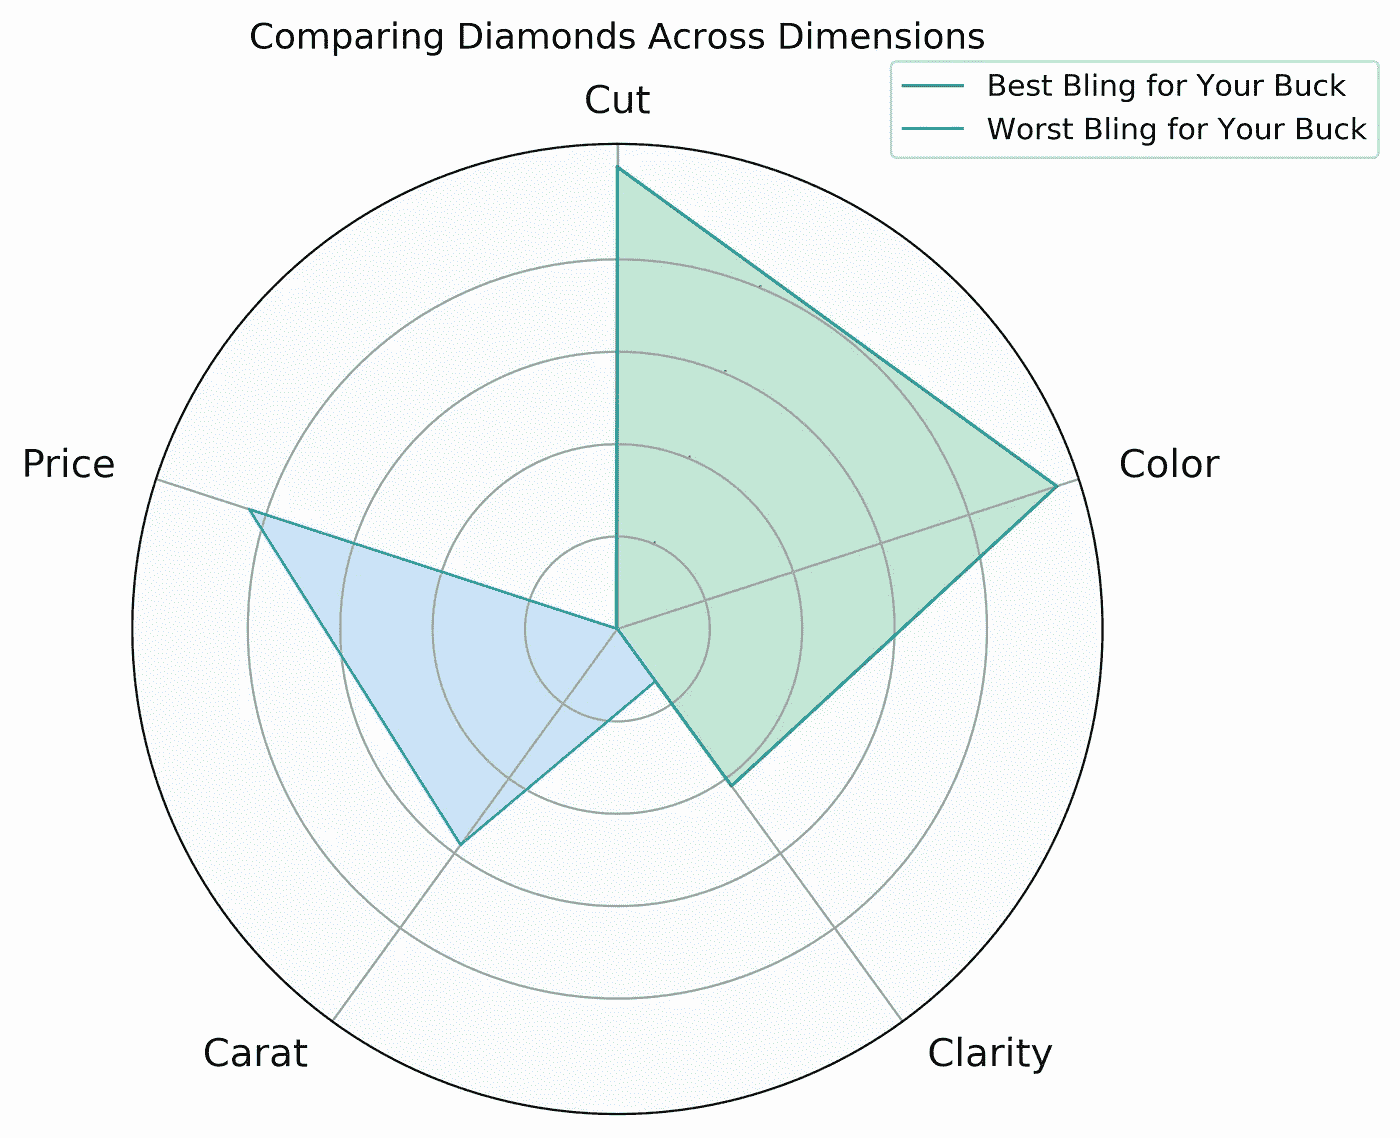 Comparing Diamonds Across Dimensions
Best Bling for Your Buck
Worst Bling for Your Buck
Cut
Price
Color
Carat
Clarity